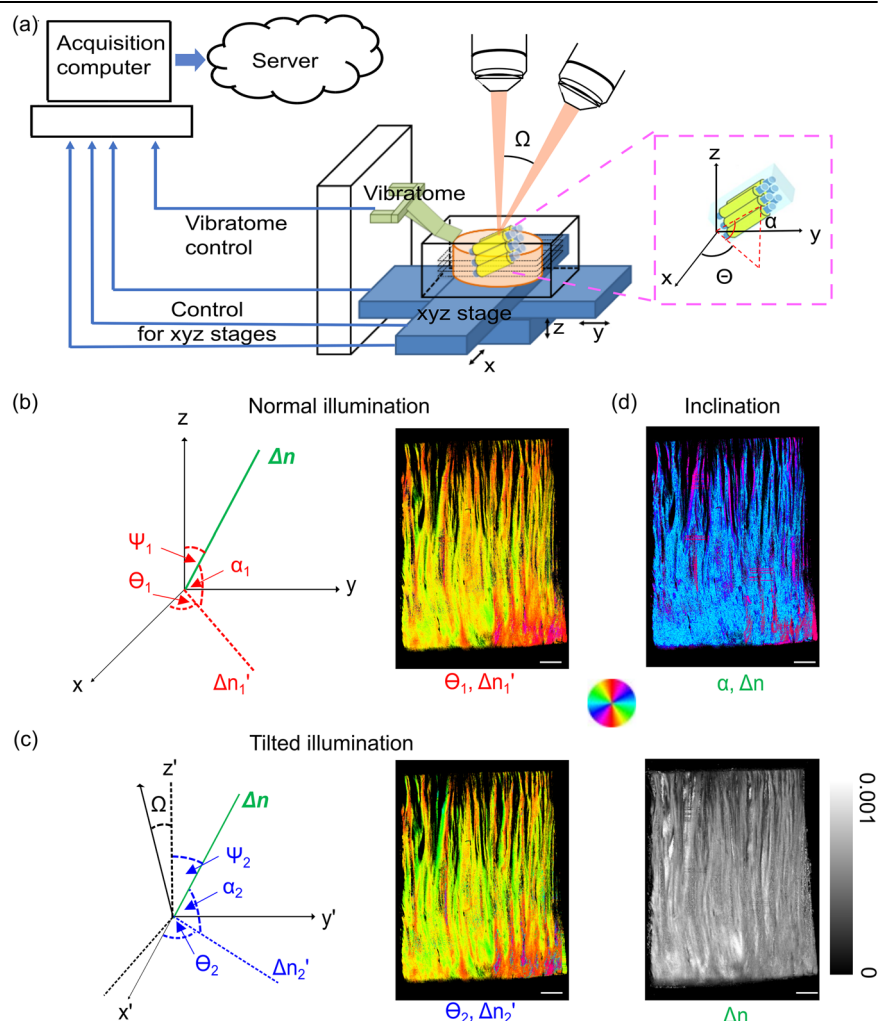 (a)
Acquisition
computer
Server
Ω
Vibratome
Vibratome
control
Control
for xyz stages
xyz stage
z
y
x
z
α
y
x
Θ
(b)
Normal illumination
(d)
Inclination
z
Δn
Ψ1
α1
Θ1
y
x
Δn1'
Θ1, Δn1'
α, Δn
(c)
Tilted illumination
z'
Ω
Δn
Ψ2
α2
y'
Θ2
Δn2'
x'
Θ2, Δn2'
0.001
0
Δn